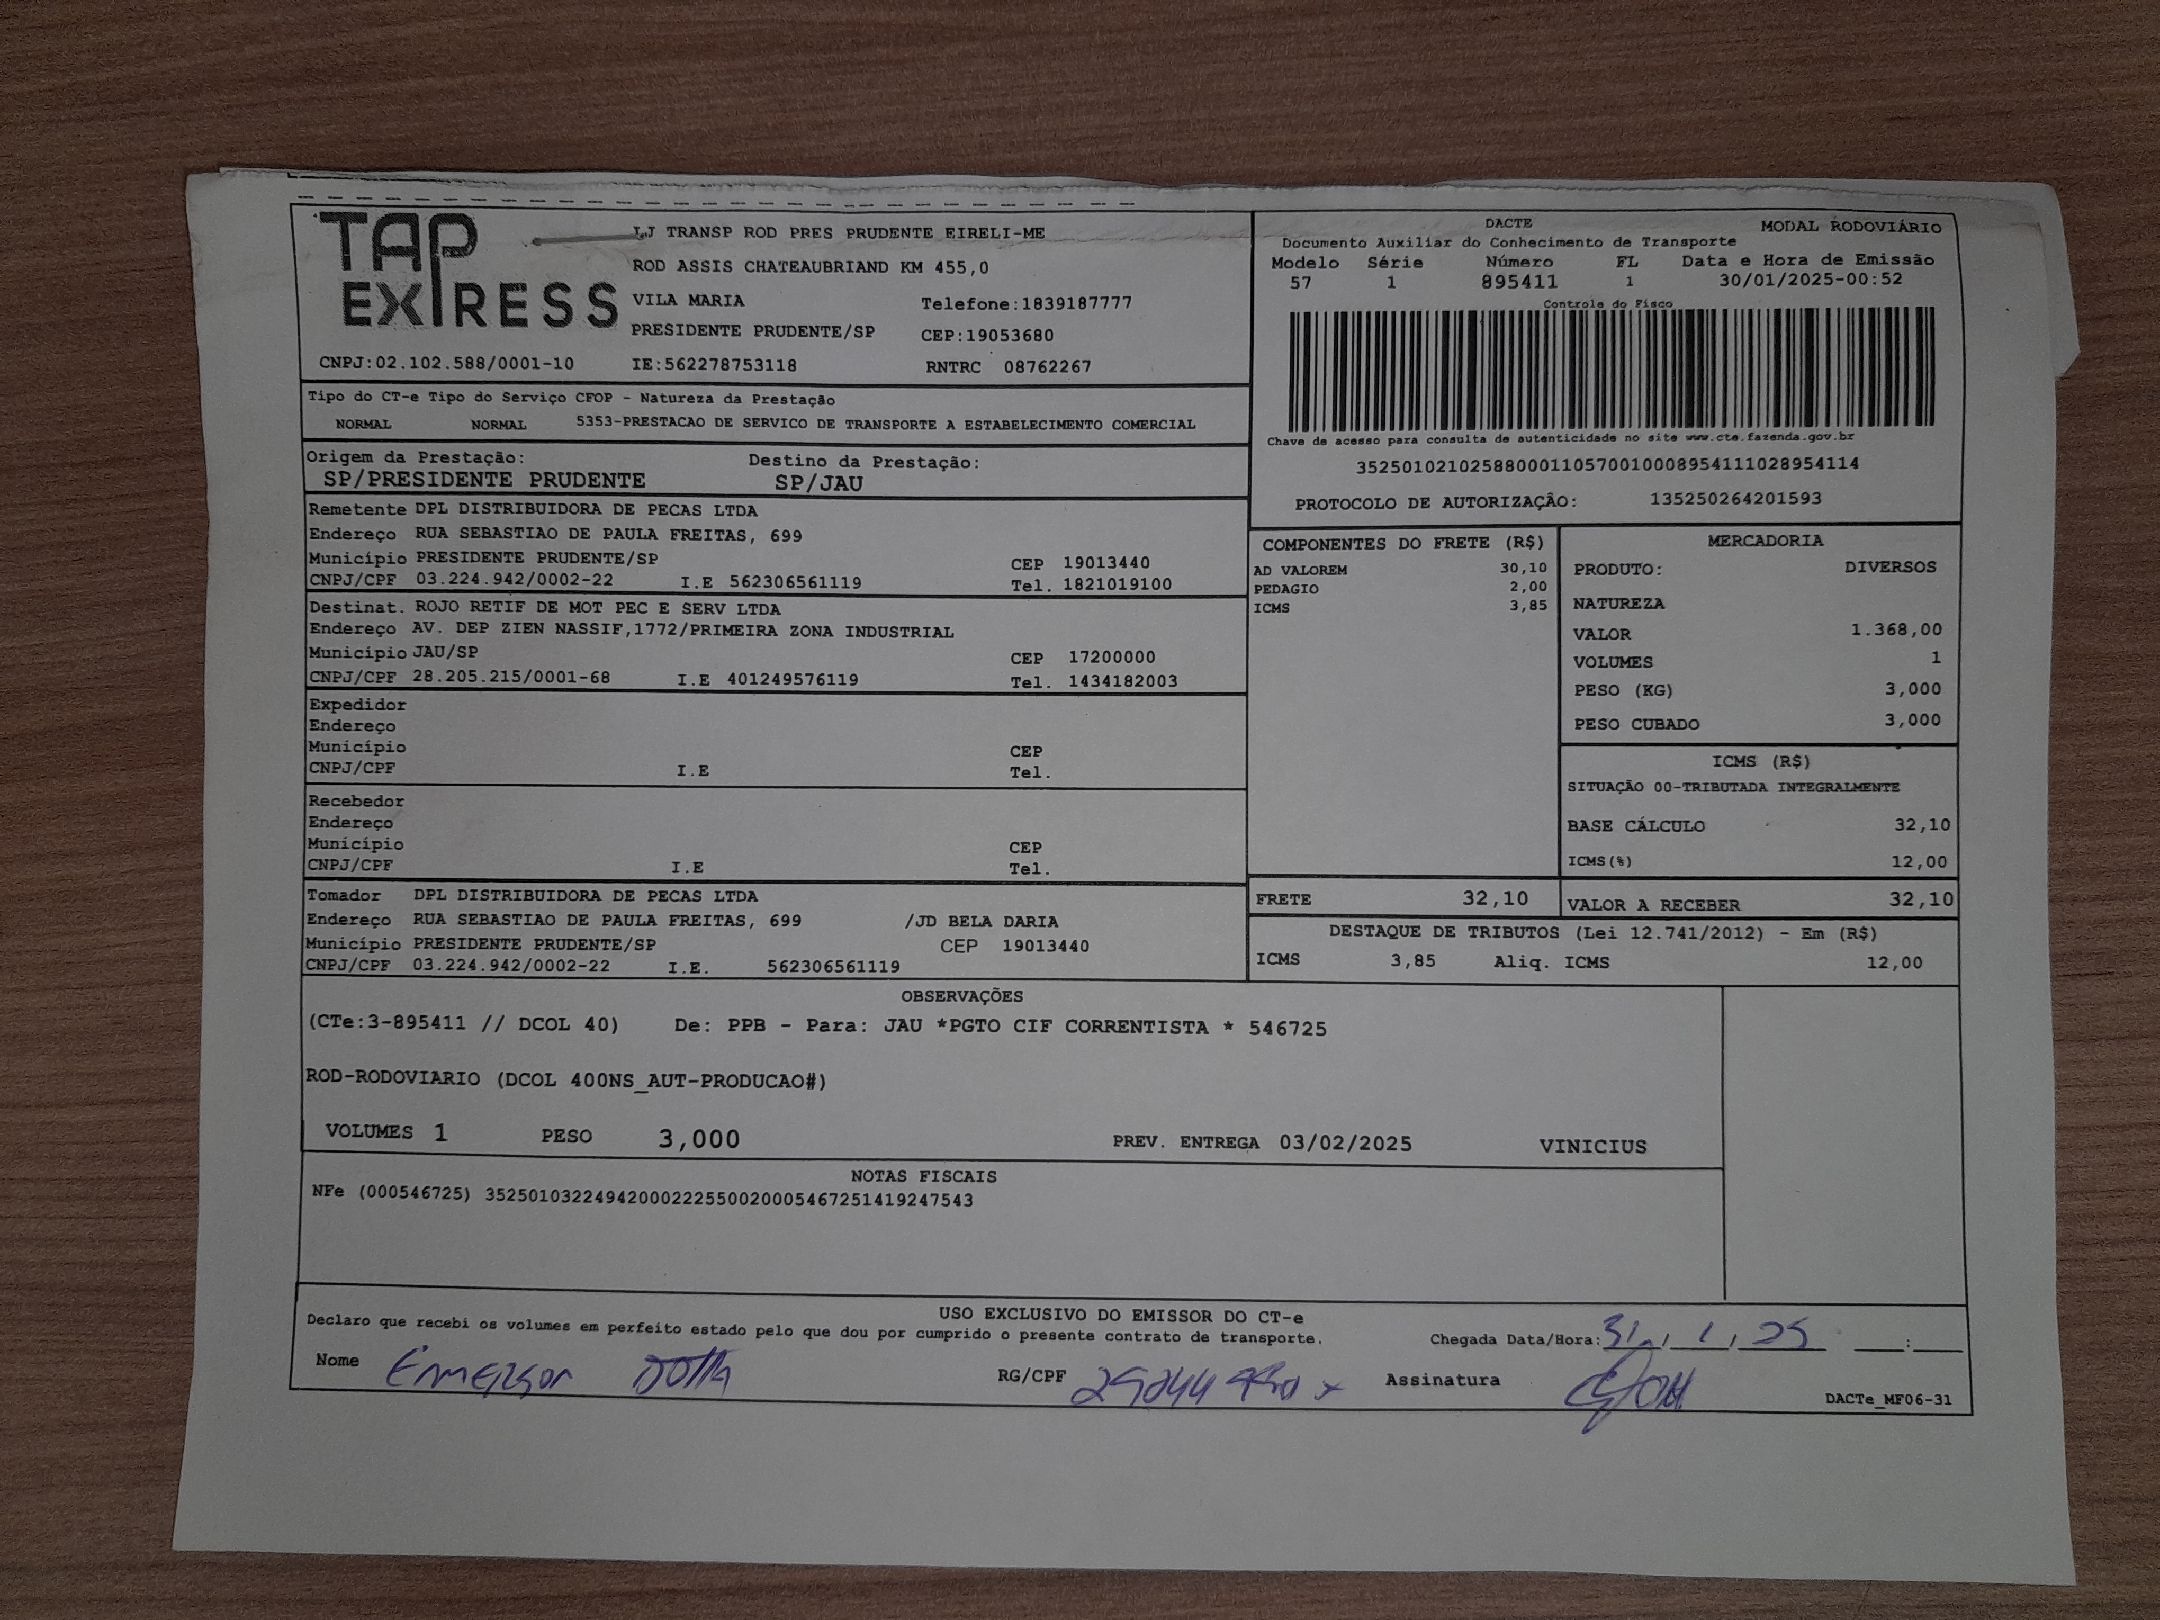 TAP EXPRESS
LJ TRANSP ROD PRES PRUDENTE EIRELI-ME
ROD ASSIS CHATEAUBRIAND KM 455,0
VILA MARIA Telefone:1839187777
PRESIDENTE PRUDENTE/SP CEP:19053680
CNPJ:02.102.588/0001-10 IE:562278753118 RNTRC 08762267
DACTE MODAL RODOVIÁRIO
Documento Auxiliar do Conhecimento de Transporte
Modelo Série Número FL Data e Hora de Emissão
57 1 895411 1 30/01/2025-00:52
Controle do Fisco
Chave de acesso para consulta de autenticidade no site www.cte.fazenda.gov.br
35250102102588000110570010008954111028954114
PROTOCOLO DE AUTORIZAÇÃO: 135250264201593
Tipo do CT-e Tipo do Serviço CFOP - Natureza da Prestação
NORMAL NORMAL 5353-PRESTACAO DE SERVICO DE TRANSPORTE A ESTABELECIMENTO COMERCIAL
Origem da Prestação: Destino da Prestação:
SP/PRESIDENTE PRUDENTE SP/JAU
Remetente DPL DISTRIBUIDORA DE PECAS LTDA
Endereço RUA SEBASTIAO DE PAULA FREITAS, 699
Município PRESIDENTE PRUDENTE/SP CEP 19013440
CNPJ/CPF 03.224.942/0002-22 I.E 562306561119 Tel. 1821019100
Destinat. ROJO RETIF DE MOT PEC E SERV LTDA
Endereço AV. DEP ZIEN NASSIF,1772/PRIMEIRA ZONA INDUSTRIAL
Município JAU/SP CEP 17200000
CNPJ/CPF 28.205.215/0001-68 I.E 401249576119 Tel. 1434182003
Expedidor
Endereço
Município CEP
CNPJ/CPF I.E Tel.
Recebedor
Endereço
Município CEP
CNPJ/CPF I.E Tel.
Tomador DPL DISTRIBUIDORA DE PECAS LTDA
Endereço RUA SEBASTIAO DE PAULA FREITAS, 699 /JD BELA DARIA
Município PRESIDENTE PRUDENTE/SP CEP 19013440
CNPJ/CPF 03.224.942/0002-22 I.E. 562306561119
COMPONENTES DO FRETE (R$)
AD VALOREM 30,10
PEDAGIO 2,00
ICMS 3,85
MERCADORIA
PRODUTO: DIVERSOS
NATUREZA
VALOR 1.368,00
VOLUMES 1
PESO (KG) 3,000
PESO CUBADO 3,000
ICMS (R$)
SITUAÇÃO 00-TRIBUTADA INTEGRALMENTE
BASE CÁLCULO 32,10
ICMS(%) 12,00
FRETE 32,10 VALOR A RECEBER 32,10
DESTAQUE DE TRIBUTOS (Lei 12.741/2012) - Em (R$)
ICMS 3,85 Aliq. ICMS 12,00
OBSERVAÇÕES
(CTe:3-895411 // DCOL 40) De: PPB - Para: JAU *PGTO CIF CORRENTISTA * 546725
ROD-RODOVIARIO (DCOL 400NS_AUT-PRODUCAO#)
VOLUMES 1 PESO 3,000 PREV. ENTREGA 03/02/2025 VINICIUS
NOTAS FISCAIS
NFe (000546725) 35250103224942000222550020005467251419247543
USO EXCLUSIVO DO EMISSOR DO CT-e
Declaro que recebi os volumes em perfeito estado pelo que dou por cumprido o presente contrato de transporte. Chegada Data/Hora: 31/1/25 :
Nome Emerson Dotta RG/CPF Assinatura
DACTe_MF06-31